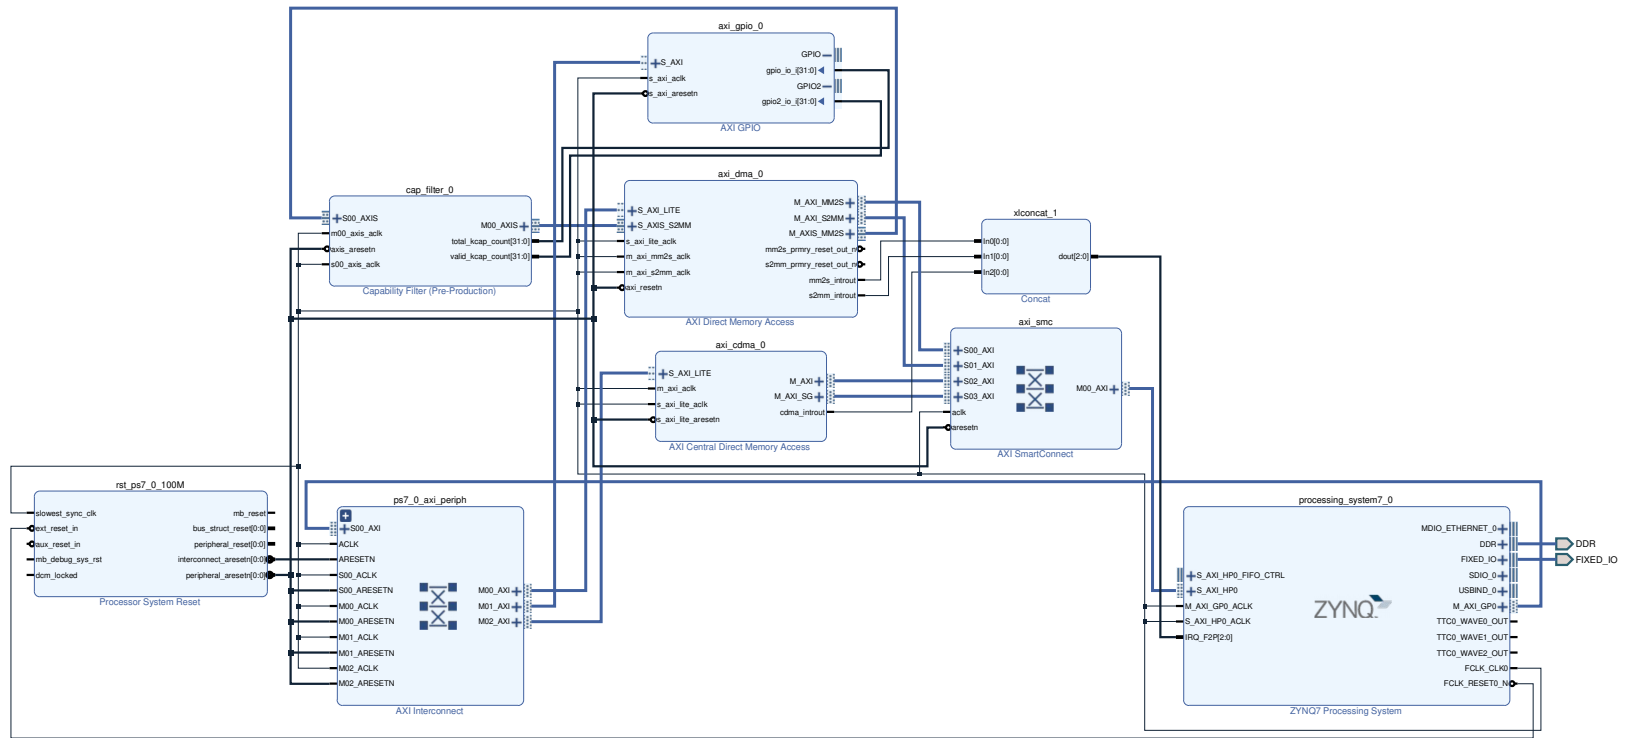 axi_gpio_0
S_AXI
s_axi_aclk
s_axi_aresetn
GPIO
gpio_io_i[31:0]
GPIO2
gpio2_io_i[31:0]
AXI GPIO
cap_filter_0
S00_AXIS
m00_axis_aclk
axis_aresetn
s00_axis_aclk
M00_AXIS
total_kcap_count[31:0]
valid_kcap_count[31:0]
Capability Filter (Pre-Production)
axi_dma_0
S_AXI_LITE
S_AXIS_S2MM
s_axi_lite_aclk
m_axi_mm2s_aclk
m_axi_s2mm_aclk
axi_resetn
M_AXI_MM2S
M_AXI_S2MM
M_AXIS_MM2S
mm2s_prmry_reset_out_n
s2mm_prmry_reset_out_n
mm2s_introut
s2mm_introut
AXI Direct Memory Access
xlconcat_1
In0[0:0]
In1[0:0]
In2[0:0]
dout[2:0]
Concat
axi_cdma_0
S_AXI_LITE
m_axi_aclk
s_axi_lite_aclk
s_axi_lite_aresetn
M_AXI
M_AXI_SG
cdma_introut
AXI Central Direct Memory Access
axi_smc
S00_AXI
S01_AXI
S02_AXI
S03_AXI
aclk
aresetn
M00_AXI
AXI SmartConnect
rst_ps7_0_100M
slowest_sync_clk
ext_reset_in
aux_reset_in
mb_debug_sys_rst
dcm_locked
mb_reset
bus_struct_reset[0:0]
peripheral_reset[0:0]
interconnect_aresetn[0:0]
peripheral_aresetn[0:0]
Processor System Reset
ps7_0_axi_periph
S00_AXI
ACLK
ARESETN
S00_ACLK
S00_ARESETN
M00_ACLK
M00_ARESETN
M01_ACLK
M01_ARESETN
M02_ACLK
M02_ARESETN
M00_AXI
M01_AXI
M02_AXI
AXI Interconnect
processing_system7_0
S_AXI_HP0_FIFO_CTRL
S_AXI_HP0
M_AXI_GP0_ACLK
S_AXI_HP0_ACLK
IRQ_F2P[2:0]
ZYNQ
MDIO_ETHERNET_0
DDR
FIXED_IO
SDIO_0
USBIND_0
M_AXI_GP0
TTC0_WAVE0_OUT
TTC0_WAVE1_OUT
TTC0_WAVE2_OUT
FCLK_CLK0
FCLK_RESET0_N
ZYNQ7 Processing System
DDR
FIXED_IO